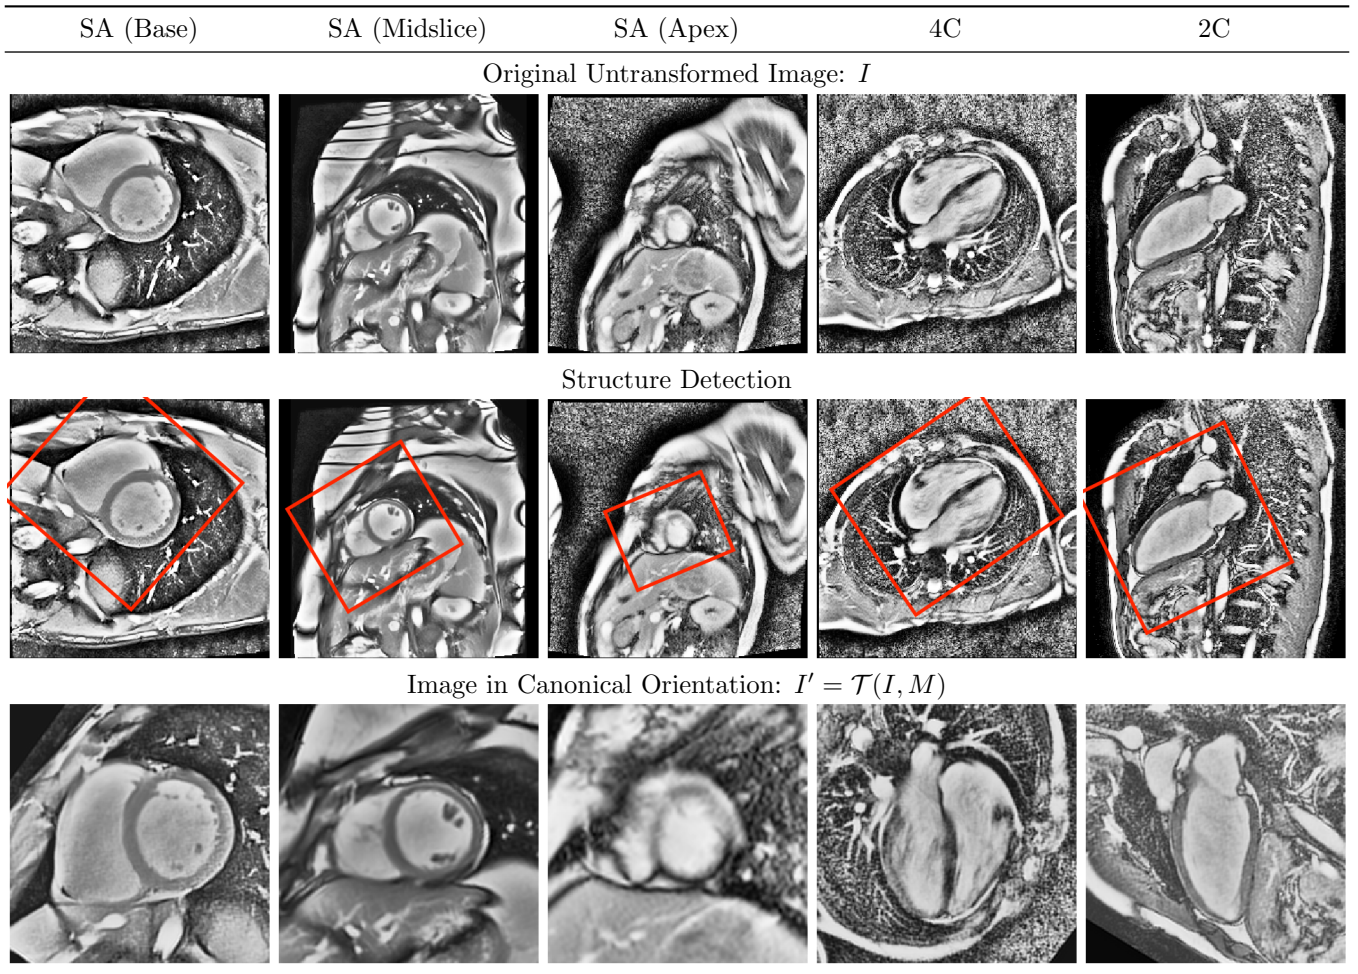 SA (Base) SA (Midslice) SA (Apex) 4C 2C
Original Untransformed Image: I
Structure Detection
Image in Canonical Orientation: I′ = 𝒯(I, M)